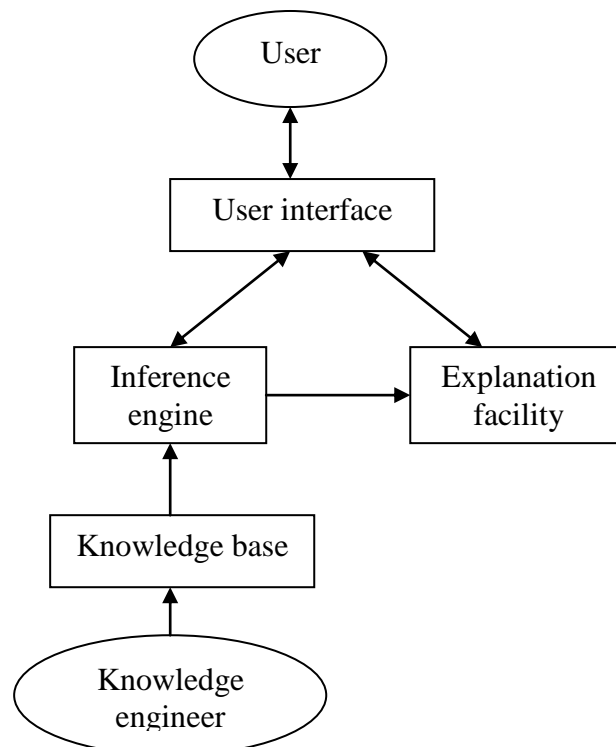 User
User interface
Inference
engine
Explanation
facility
Knowledge base
Knowledge
engineer